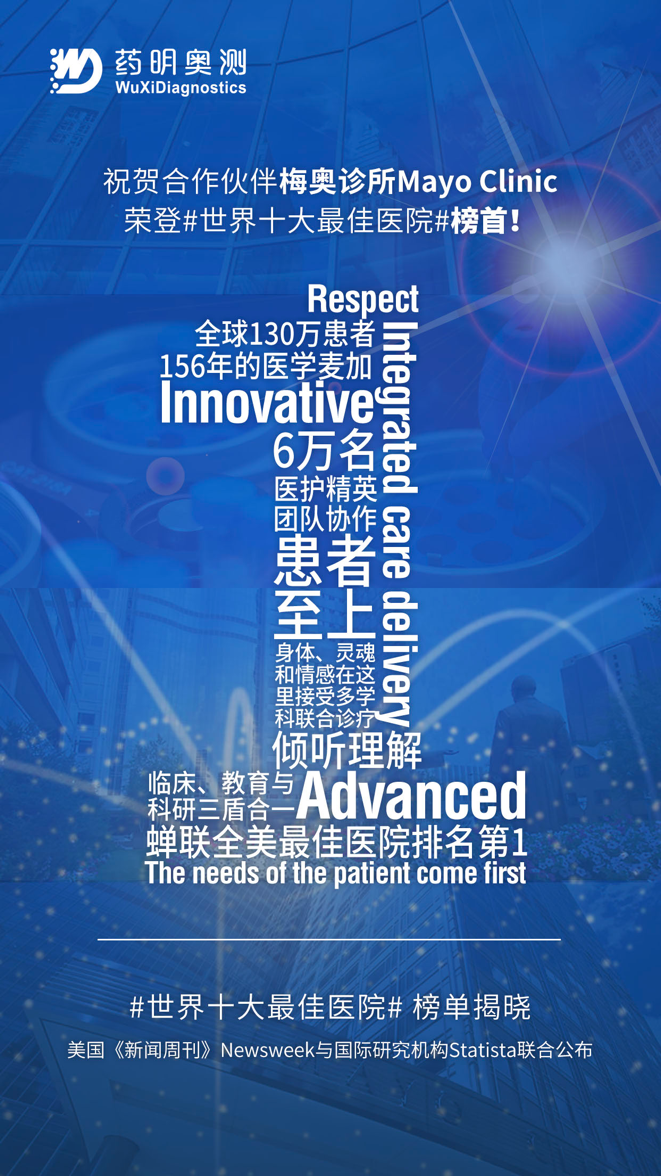 药明奥测
WuXiDiagnostics
祝贺合作伙伴梅奥诊所Mayo Clinic
荣登#世界十大最佳医院#榜首!
Respect
全球130万患者
156年的医学麦加
Innovative
Integrated care delivery
6万名
医护精英
团队协作
患者
至上
身体、灵魂
和情感在这
里接受多学
科联合诊疗
倾听理解
临床、教育与
科研三盾合一
Advanced
蝉联全美最佳医院排名第1
The needs of the patient come first
#世界十大最佳医院# 榜单揭晓
美国《新闻周刊》Newsweek与国际研究机构Statista联合公布